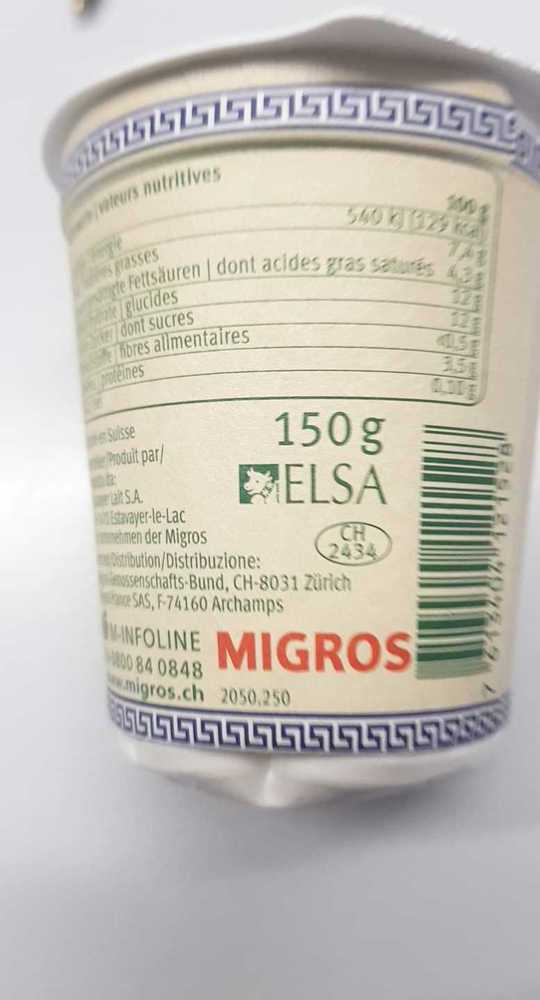 valeurs nutritives
100 g
540 kJ (129 kcal)
7,4 g
grasses
Fettsäuren | dont acides gras saturés 4,3 g
glucides 12 g
dont sucres 12 g
fibres alimentaires <0,5 g
protéines 3,5 g
0,10 g
en Suisse
Produit par/
da:
Lait S.A.
Estavayer-le-Lac
der Migros
Distribution/Distribuzione:
Genossenschafts-Bund, CH-8031 Zürich
France SAS, F-74160 Archamps
150 g
ELSA
CH
2434
M-INFOLINE
0800 84 0848
migros.ch 2050.250
MIGROS